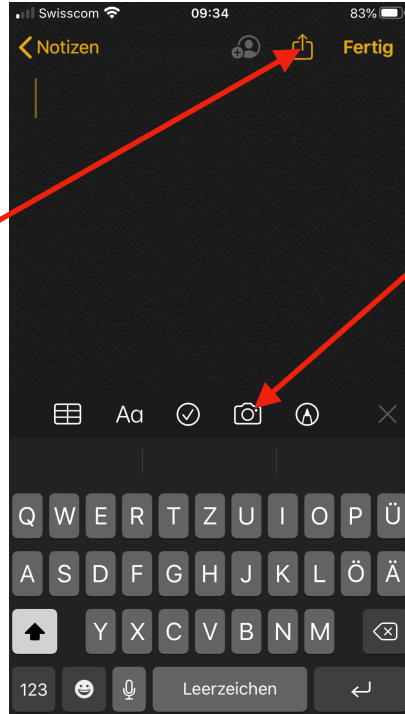 Swisscom 09:34 83%
Notizen Fertig
Aa
Q W E R T Z U I O P Ü
A S D F G H J K L Ö Ä
Y X C V B N M
123 Leerzeichen